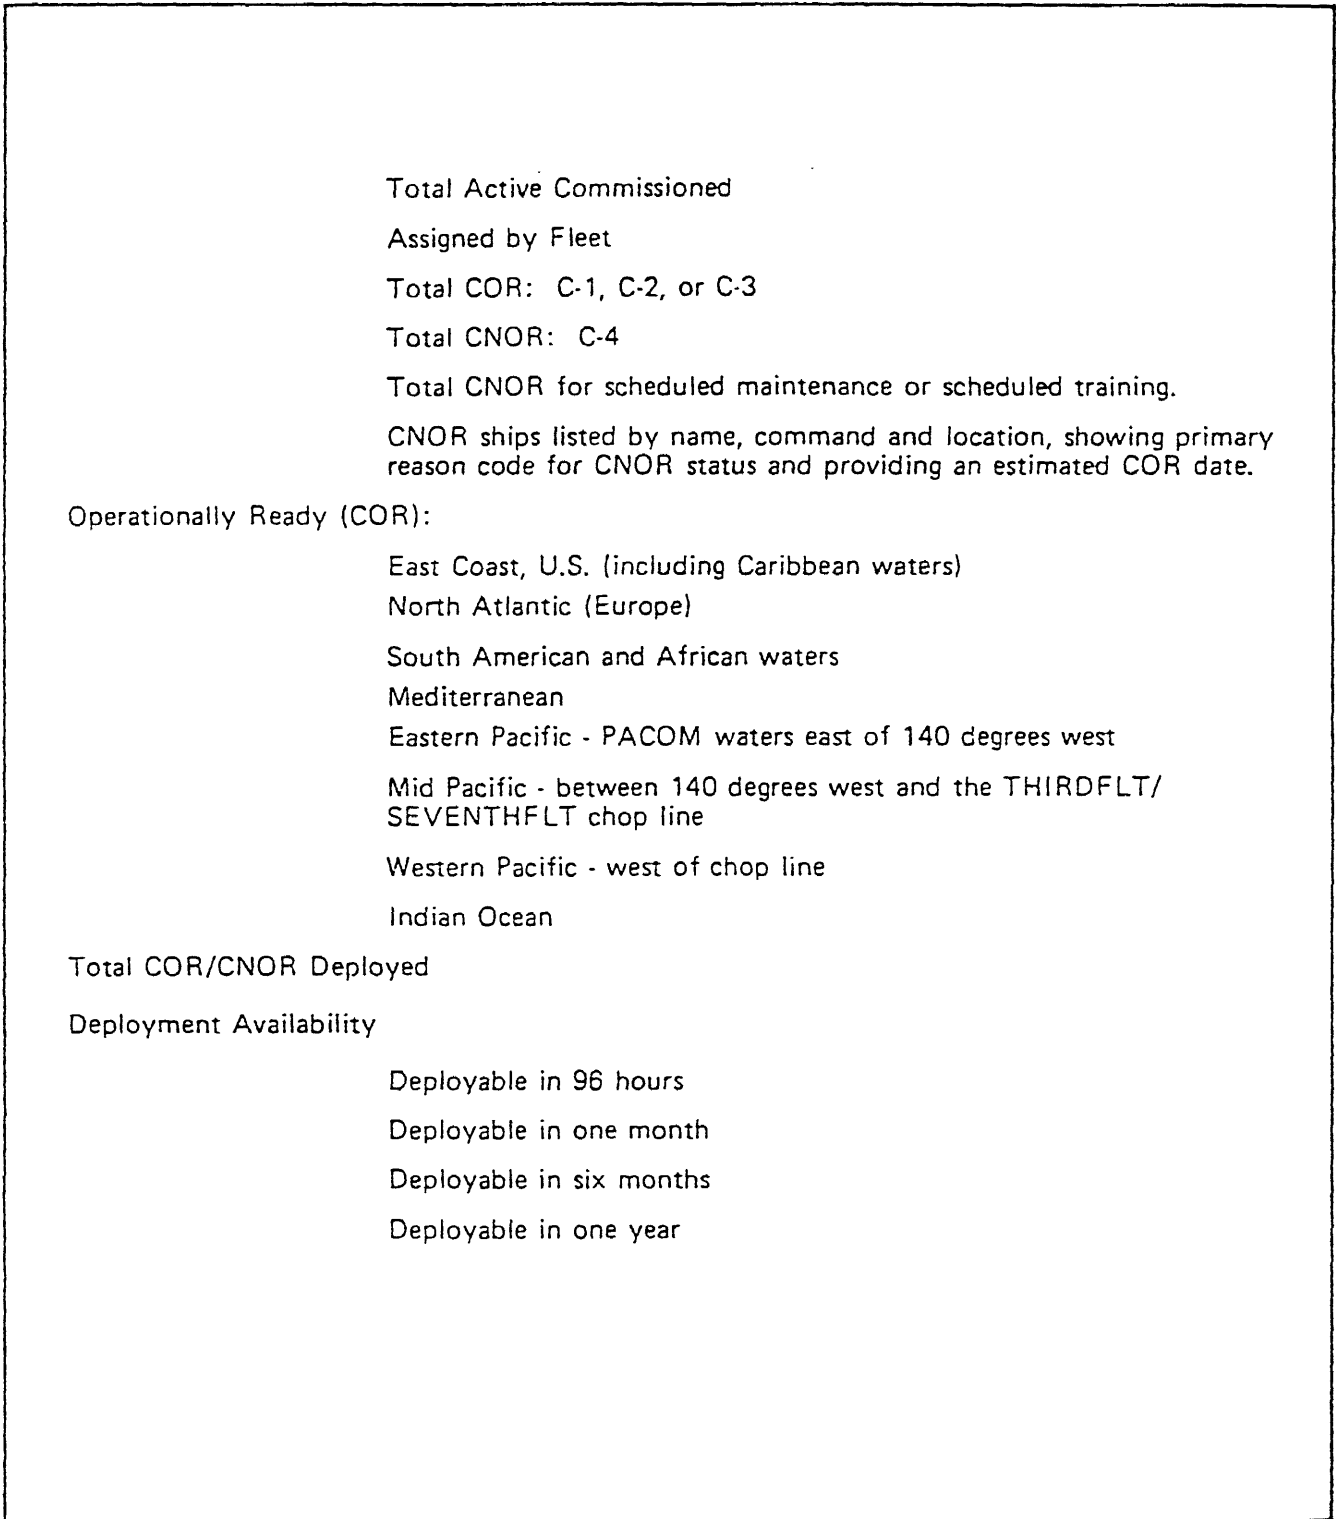 Total Active Commissioned
Assigned by Fleet
Total COR: C-1, C-2, or C-3
Total CNOR: C-4
Total CNOR for scheduled maintenance or scheduled training.
CNOR ships listed by name, command and location, showing primary
reason code for CNOR status and providing an estimated COR date.
Operationally Ready (COR):
East Coast, U.S. (including Caribbean waters)
North Atlantic (Europe)
South American and African waters
Mediterranean
Eastern Pacific - PACOM waters east of 140 degrees west
Mid Pacific - between 140 degrees west and the THIRDFLT/
SEVENTHFLT chop line
Western Pacific - west of chop line
Indian Ocean
Total COR/CNOR Deployed
Deployment Availability
Deployable in 96 hours
Deployable in one month
Deployable in six months
Deployable in one year